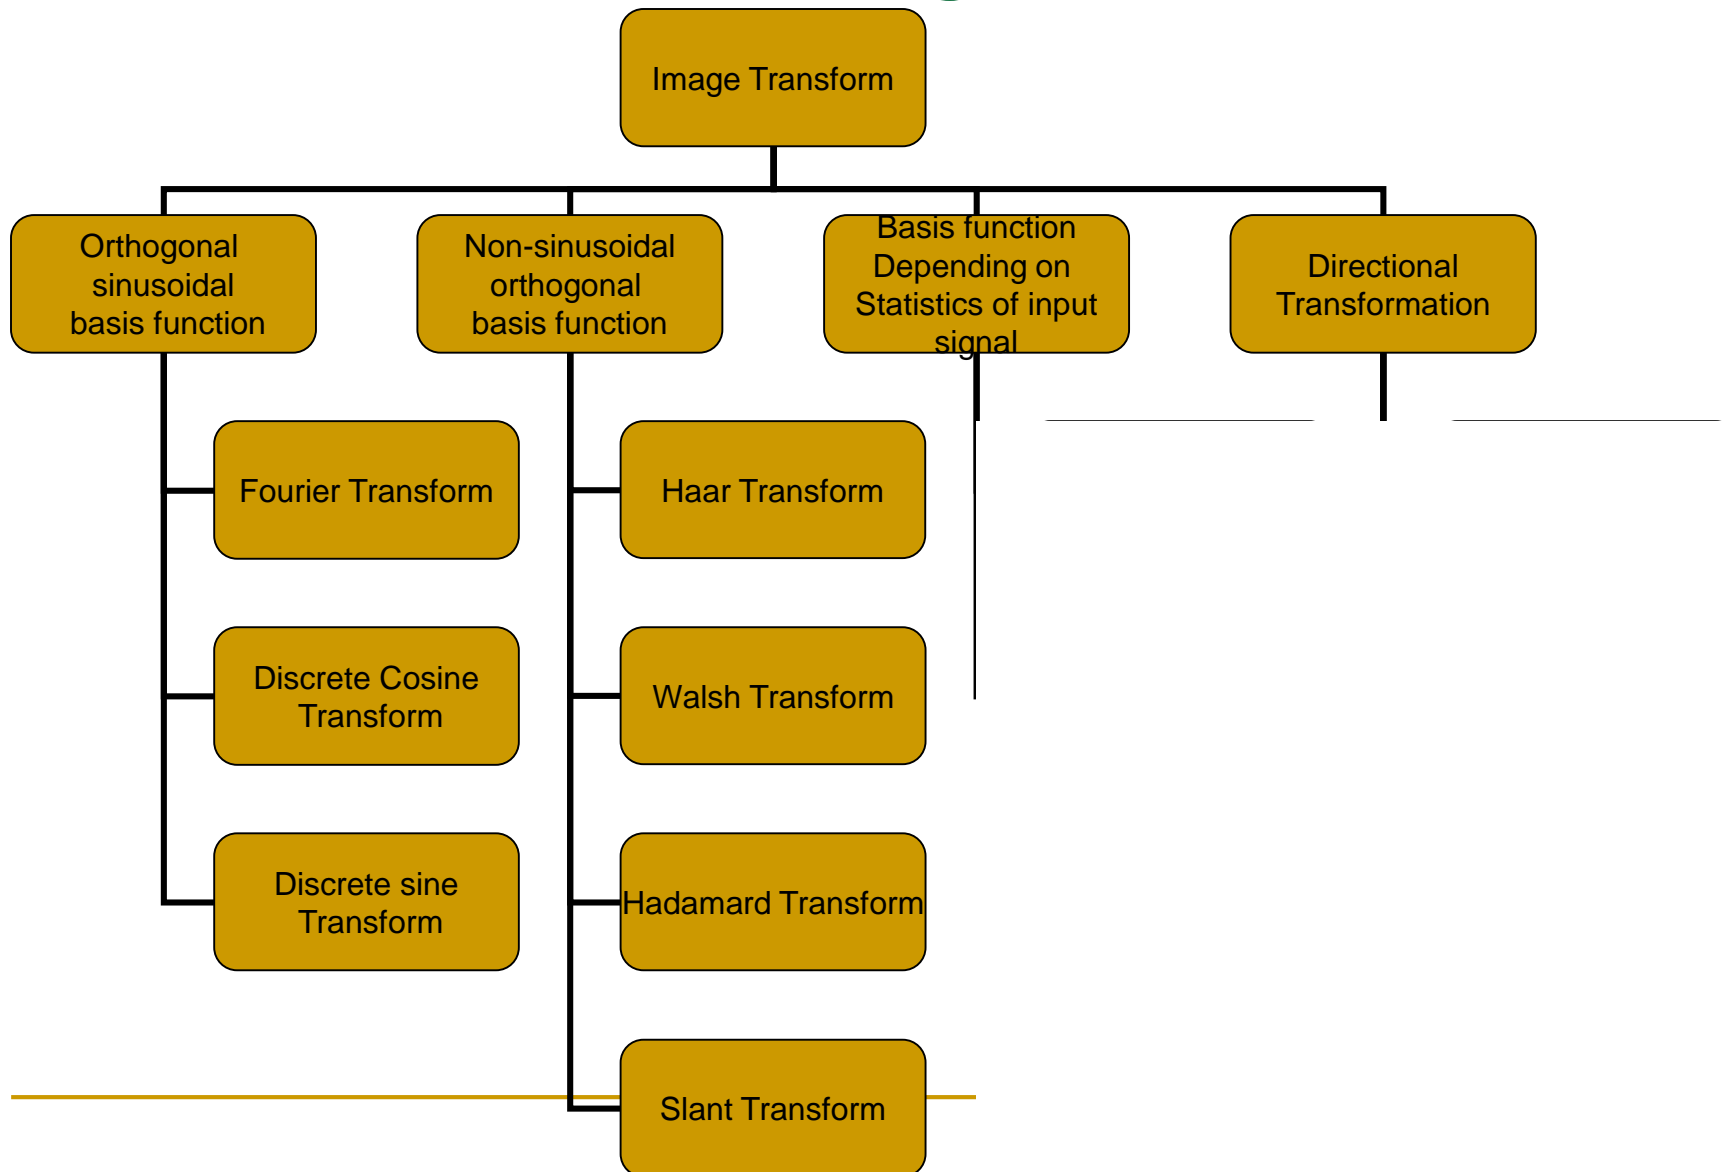 Image Transform
Orthogonal
sinusoidal
basis function
Non-sinusoidal
orthogonal
basis function
Basis function
Depending on
Statistics of input
signal
Directional
Transformation
Fourier Transform
Haar Transform
Discrete Cosine
Transform
Walsh Transform
Discrete sine
Transform
Hadamard Transform
Slant Transform